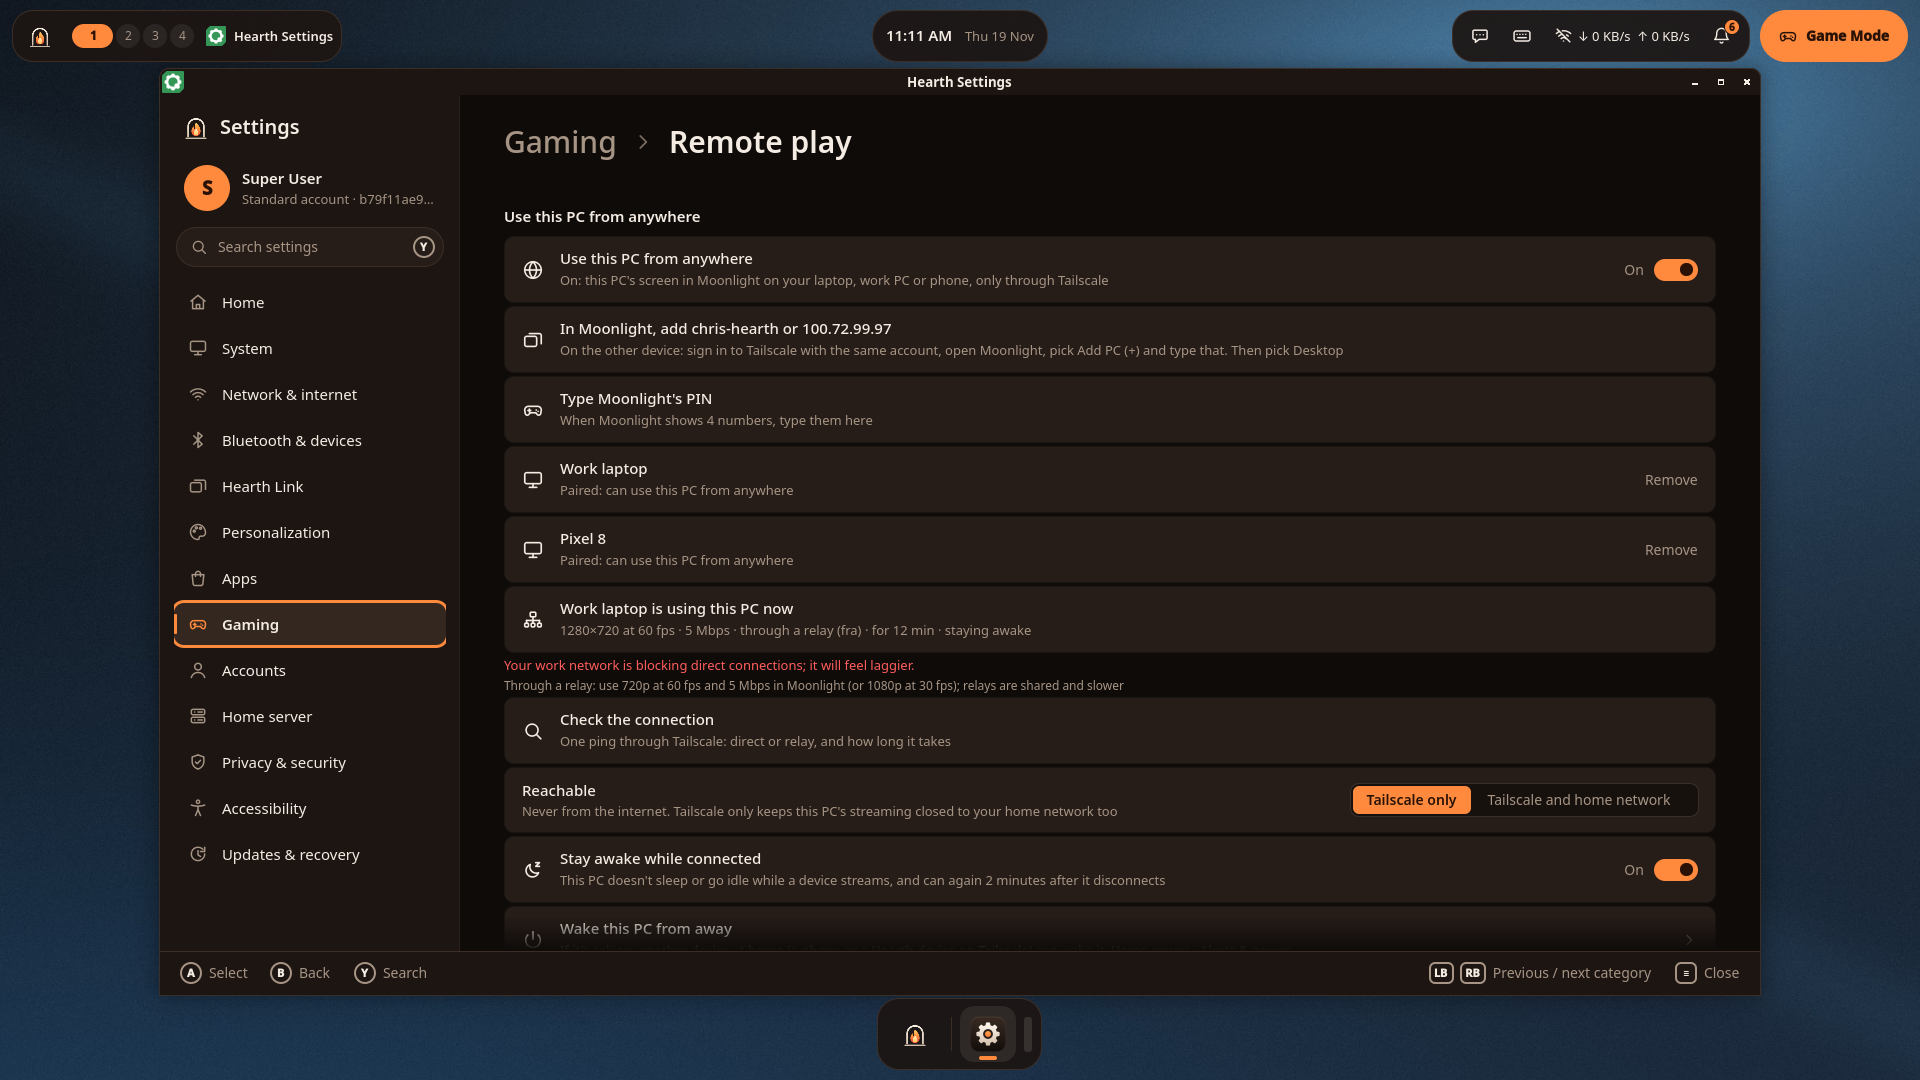 1 2 3 4 Hearth Settings
11:11 AM Thu 19 Nov
↓ 0 KB/s ↑ 0 KB/s 6
Game Mode
Hearth Settings
Settings
S Super User
Standard account · b79f11ae9...
Search settings Y
Home
System
Network & internet
Bluetooth & devices
Hearth Link
Personalization
Apps
Gaming
Accounts
Home server
Privacy & security
Accessibility
Updates & recovery
Gaming > Remote play
Use this PC from anywhere
Use this PC from anywhere
On: this PC's screen in Moonlight on your laptop, work PC or phone, only through Tailscale
On
In Moonlight, add chris-hearth or 100.72.99.97
On the other device: sign in to Tailscale with the same account, open Moonlight, pick Add PC (+) and type that. Then pick Desktop
Type Moonlight's PIN
When Moonlight shows 4 numbers, type them here
Work laptop
Paired: can use this PC from anywhere
Remove
Pixel 8
Paired: can use this PC from anywhere
Remove
Work laptop is using this PC now
1280×720 at 60 fps · 5 Mbps · through a relay (fra) · for 12 min · staying awake
Your work network is blocking direct connections; it will feel laggier.
Through a relay: use 720p at 60 fps and 5 Mbps in Moonlight (or 1080p at 30 fps); relays are shared and slower
Check the connection
One ping through Tailscale: direct or relay, and how long it takes
Reachable
Never from the internet. Tailscale only keeps this PC's streaming closed to your home network too
Tailscale only Tailscale and home network
Stay awake while connected
This PC doesn't sleep or go idle while a device streams, and can again 2 minutes after it disconnects
On
Wake this PC from away
A Select B Back Y Search
LB RB Previous / next category ≡ Close